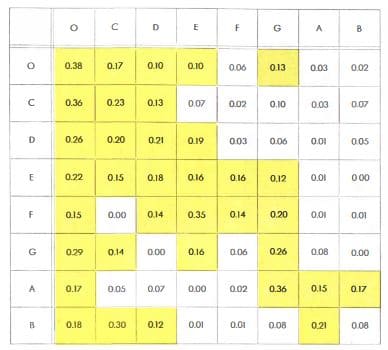 O C D E F G A B
O 0.38 0.17 0.10 0.10 0.06 0.13 0.03 0.02
C 0.36 0.23 0.13 0.07 0.02 0.10 0.03 0.07
D 0.26 0.20 0.21 0.19 0.03 0.06 0.01 0.05
E 0.22 0.15 0.18 0.16 0.16 0.12 0.01 0 00
F 0.15 0.00 0.14 0.35 0.14 0.20 0.01 0.01
G 0.29 0.14 0.00 0.16 0.06 0.26 0.08 0.00
A 0.17 0.05 0.07 0.00 0.02 0.36 0.15 0.17
B 0.18 0.30 0.12 0.01 0.01 0.08 0.21 0.08